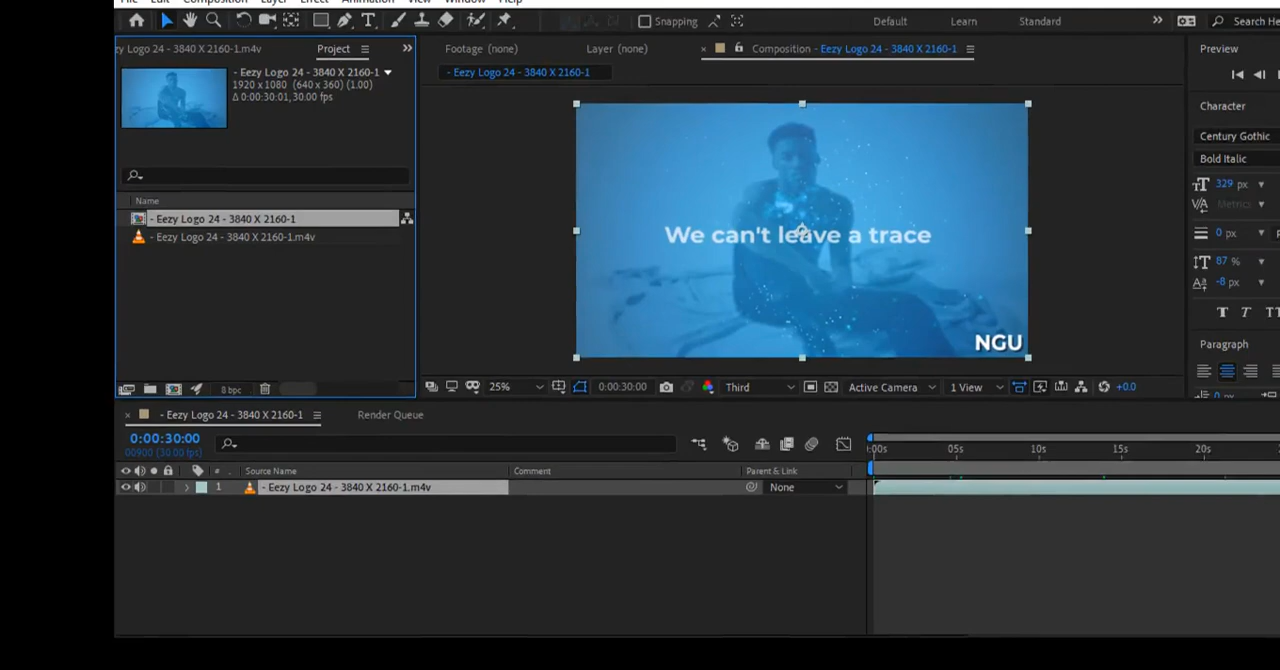 File Edit Composition Layer Effect Animation View Window Help
Snapping
Default Learn Standard
Search He
zy Logo 24 - 3840 X 2160-1.m4v
Project
- Eezy Logo 24 - 3840 X 2160-1
1920 x1080 (640 x 360) (1.00)
Δ 0:00:30:01, 30.00 fps
Name
- Eezy Logo 24 - 3840 X 2160-1
- Eezy Logo 24 - 3840 X 2160-1.m4v
8 bpc
Footage (none)
Layer (none)
× Composition - Eezy Logo 24 - 3840 X 2160-1
- Eezy Logo 24 - 3840 X 2160-1
We can't leave a trace
NGU
25%
0:00:30:00
Third
Active Camera
1 View
+0.0
Preview
Character
Century Gothic
Bold Italic
329 px
Metrics
0 px
87 %
-8 px
T T TT
Paragraph
0 px
× - Eezy Logo 24 - 3840 X 2160-1
Render Queue
0:00:30:00
00900 (30.00 fps)
# Source Name
Comment
Parent & Link
:00s 05s 10s 15s 20s
1 - Eezy Logo 24 - 3840 X 2160-1.m4v
None